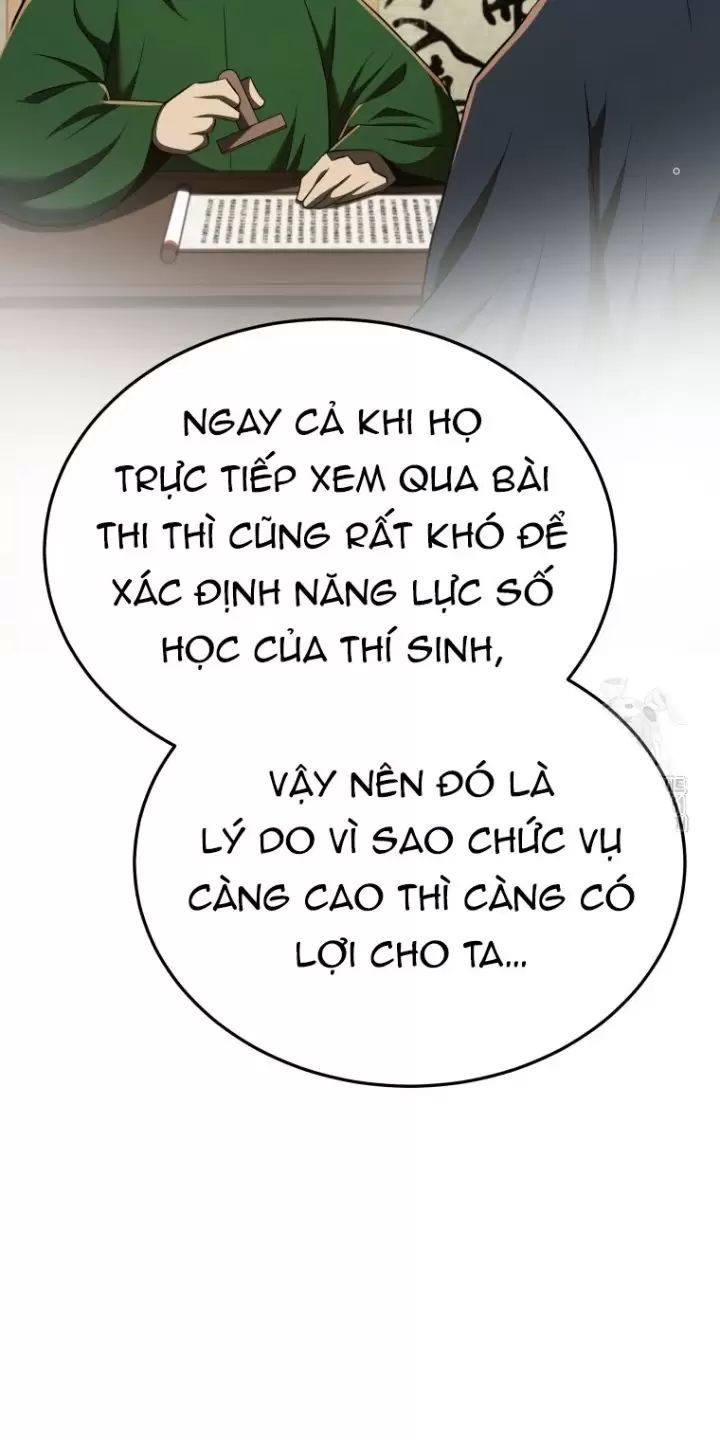 NGAY CẢ KHI HỌ
TRỰC TIẾP XEM QUA BÀI
THI THÌ CŨNG RẤT KHÓ ĐỂ
XÁC ĐỊNH NĂNG LỰC SỐ
HỌC CỦA THÍ SINH,
VẬY NÊN ĐÓ LÀ
LÝ DO VÌ SAO CHỨC VỤ
CÀNG CAO THÌ CÀNG CÓ
LỢI CHO TA...